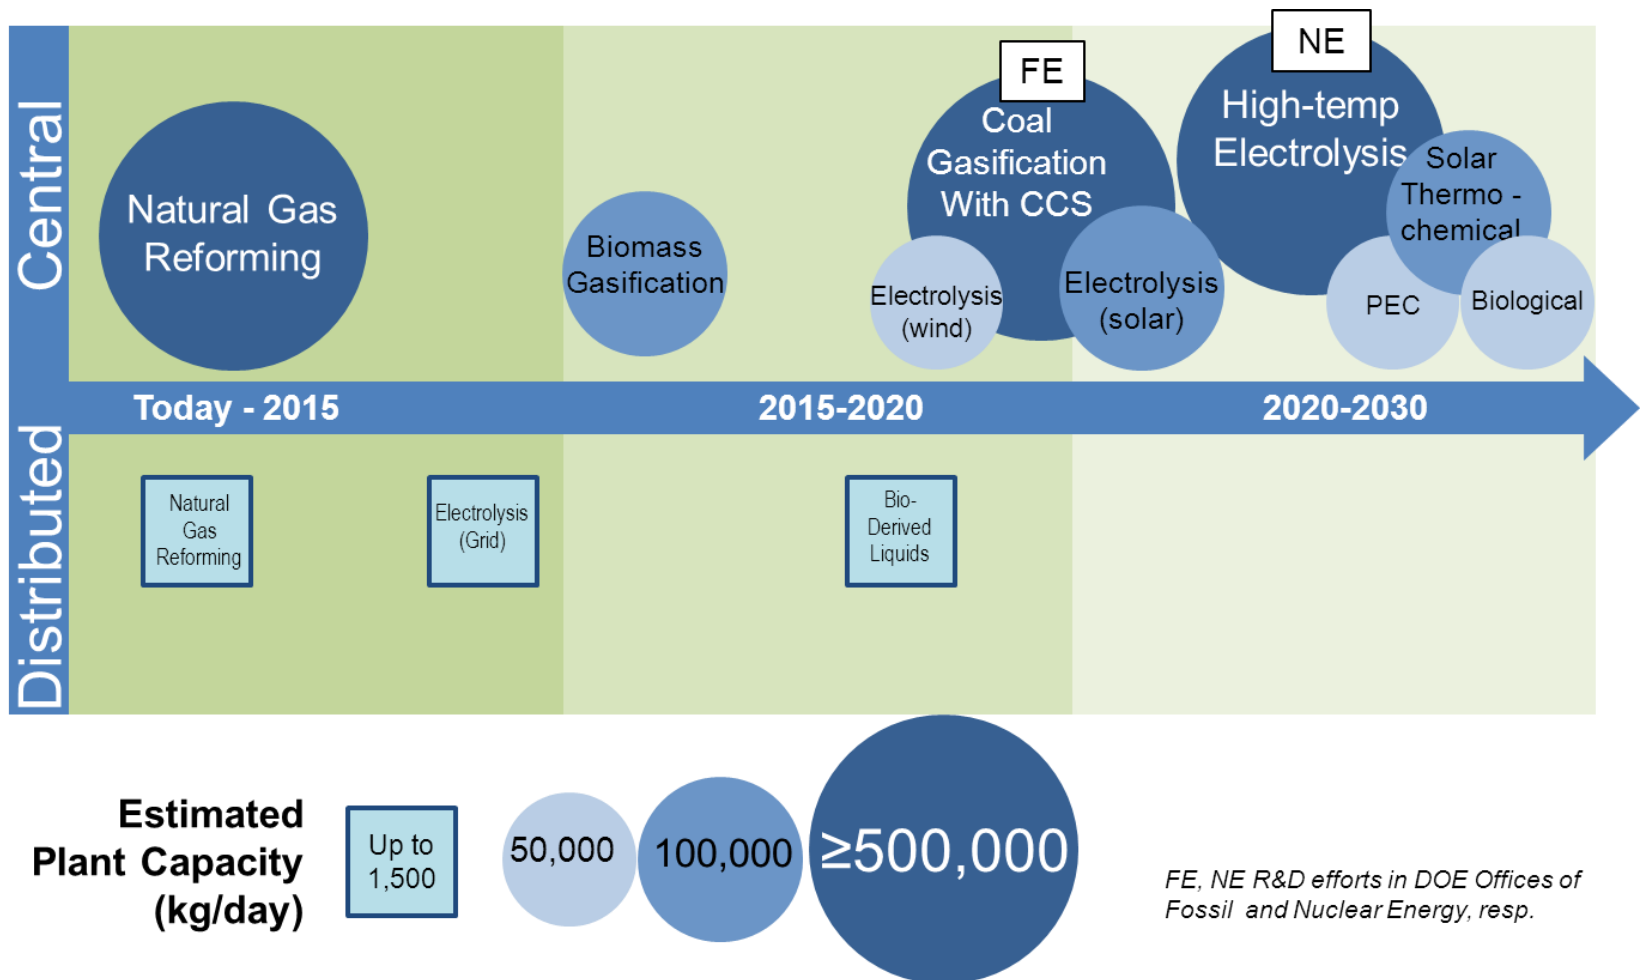 Central
Distributed
FE
NE
Natural Gas
Reforming
Biomass
Gasification
Coal
Gasification
With CCS
Electrolysis
(wind)
Electrolysis
(solar)
High-temp
Electrolysis
Solar
Thermo -
chemical
PEC
Biological
Today - 2015
2015-2020
2020-2030
Natural
Gas
Reforming
Electrolysis
(Grid)
Bio-
Derived
Liquids
Estimated
Plant Capacity
(kg/day)
Up to
1,500
50,000
100,000
≥500,000
FE, NE R&D efforts in DOE Offices of
Fossil and Nuclear Energy, resp.